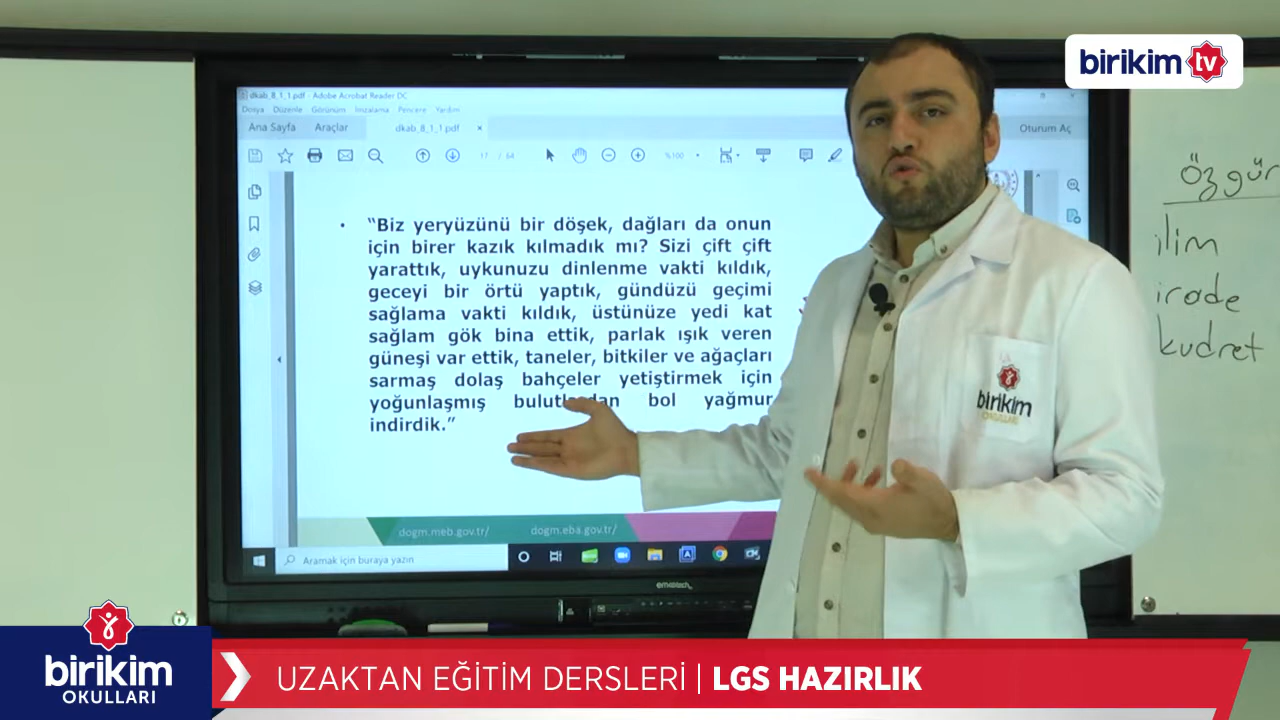 birikim tv
dkab_8_1_1.pdf - Adobe Acrobat Reader DC
Dosya Düzenle Görünüm İmzalama Pencere Yardım
Ana Sayfa Araçlar dkab_8_1_1.pdf × Oturum Aç
17 / 64 %100
• “Biz yeryüzünü bir döşek, dağları da onun
için birer kazık kılmadık mı? Sizi çift çift
yarattık, uykunuzu dinlenme vakti kıldık,
geceyi bir örtü yaptık, gündüzü geçimi
sağlama vakti kıldık, üstünüze yedi kat
sağlam gök bina ettik, parlak ışık veren
güneşi var ettik, taneler, bitkiler ve ağaçları
sarmaş dolaş bahçeler yetiştirmek için
yoğunlaşmış bulutlardan bol yağmur
indirdik.”
dogm.meb.gov.tr/ dogm.eba.gov.tr/
Aramak için buraya yazın
özgür
ilim
irade
kudret
birikim
OKULLARI
birikim
OKULLARI
UZAKTAN EĞİTİM DERSLERİ | LGS HAZIRLIK